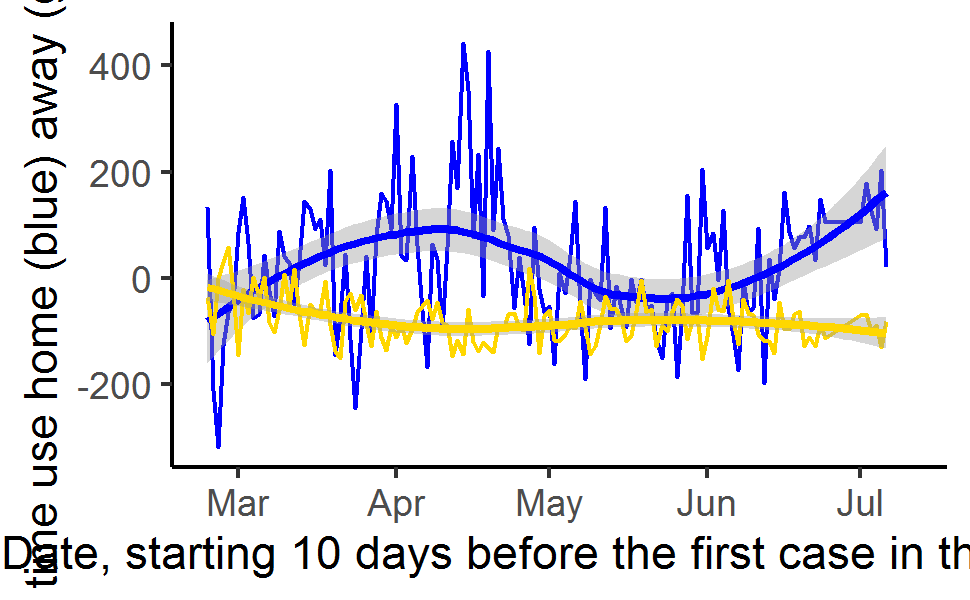 time use home (blue) away (
400
200
0
-200
Mar Apr May Jun Jul
Date, starting 10 days before the first case in th